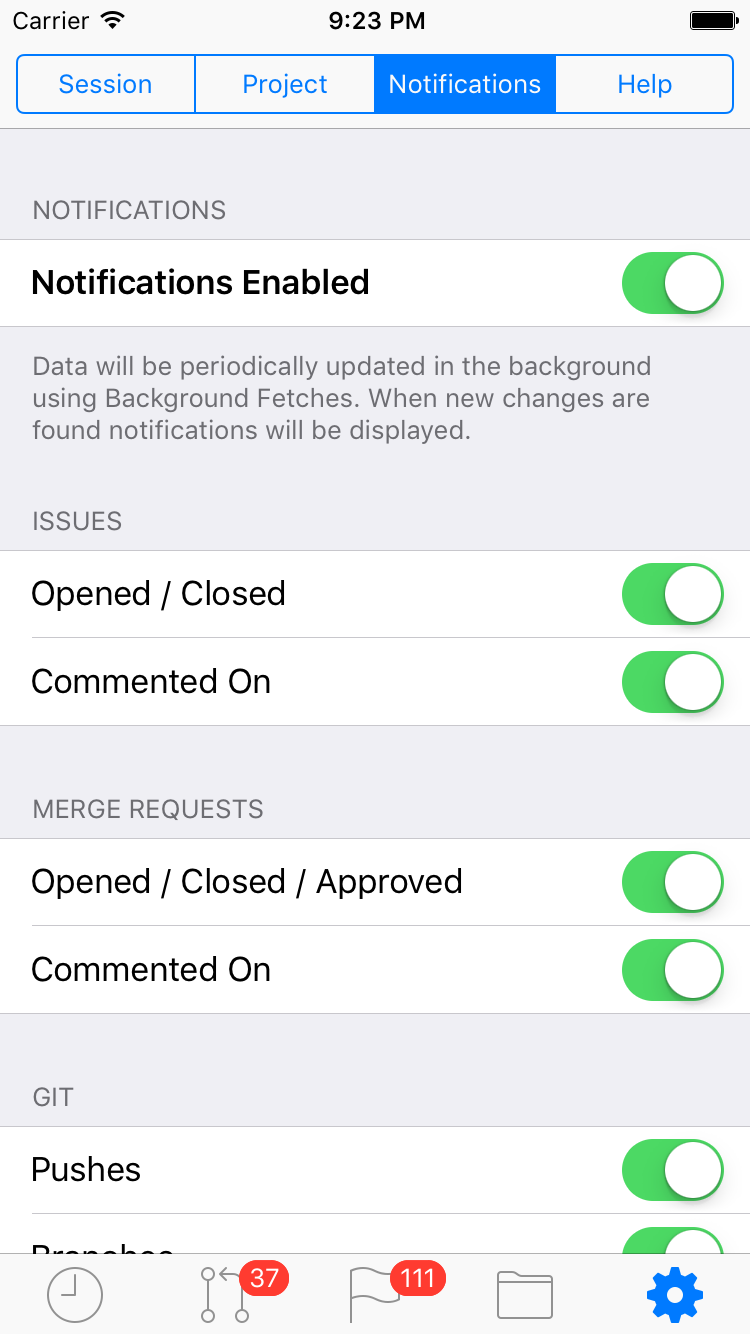 Carrier 9:23 PM
Session Project Notifications Help
NOTIFICATIONS
Notifications Enabled
Data will be periodically updated in the background
using Background Fetches. When new changes are
found notifications will be displayed.
ISSUES
Opened / Closed
Commented On
MERGE REQUESTS
Opened / Closed / Approved
Commented On
GIT
Pushes
Branches
37 111